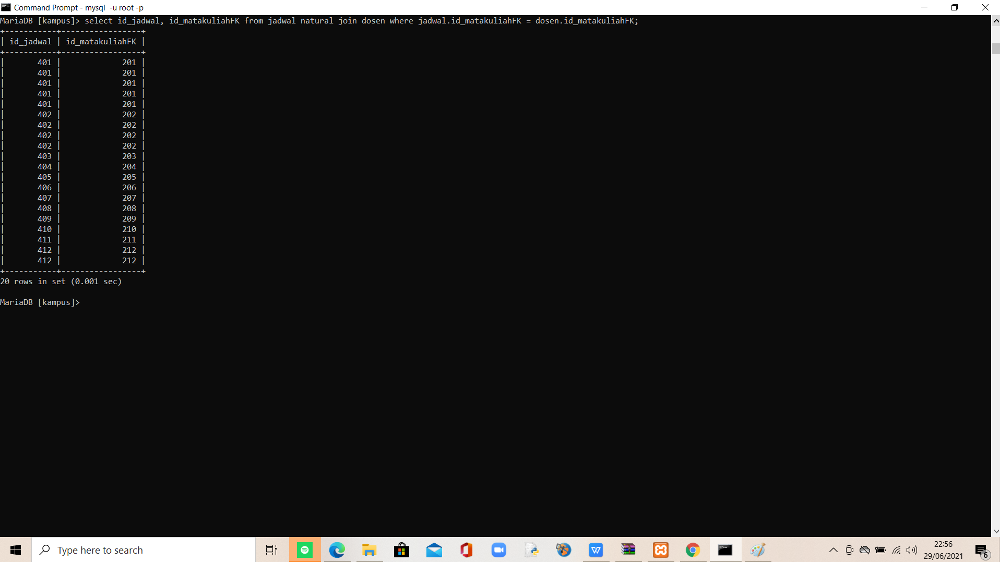 Command Prompt - mysql  -u root -p
MariaDB [kampus]> select id_jadwal, id_matakuliahFK from jadwal natural join dosen where jadwal.id_matakuliahFK = dosen.id_matakuliahFK;
+-----------+-----------------+
| id_jadwal | id_matakuliahFK |
+-----------+-----------------+
|       401 |             201 |
|       401 |             201 |
|       401 |             201 |
|       401 |             201 |
|       401 |             201 |
|       402 |             202 |
|       402 |             202 |
|       402 |             202 |
|       402 |             202 |
|       403 |             203 |
|       404 |             204 |
|       405 |             205 |
|       406 |             206 |
|       407 |             207 |
|       408 |             208 |
|       409 |             209 |
|       410 |             210 |
|       411 |             211 |
|       412 |             212 |
|       412 |             212 |
+-----------+-----------------+
20 rows in set (0.001 sec)
MariaDB [kampus]>
Type here to search
22:56
29/06/2021
6